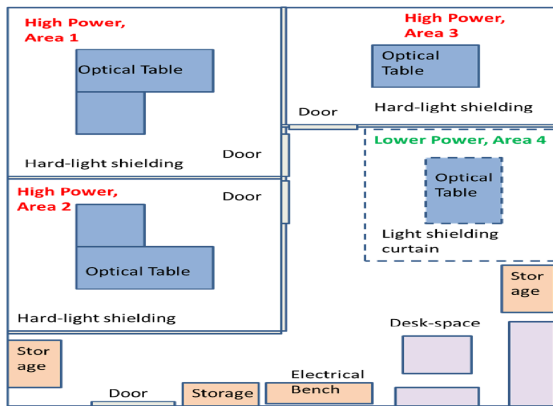 High Power,
Area 1
Optical Table
Hard-light shielding
Door
High Power,
Area 3
Optical
Table
Hard-light shielding
Door
High Power,
Area 2
Optical Table
Hard-light shielding
Door
Lower Power, Area 4
Optical
Table
Light shielding
curtain
Stor
age
Desk-space
Stor
age
Door
Storage
Electrical
Bench